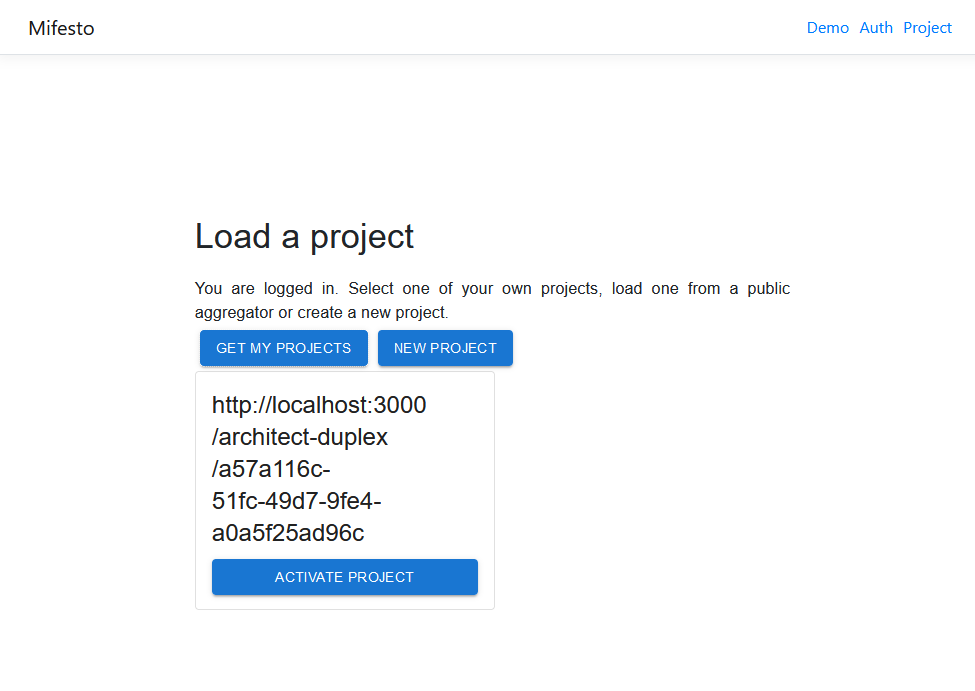 Mifesto
Demo Auth Project
Load a project
You are logged in. Select one of your own projects, load one from a public
aggregator or create a new project.
GET MY PROJECTS NEW PROJECT
http://localhost:3000
/architect-duplex
/a57a116c-
51fc-49d7-9fe4-
a0a5f25ad96c
ACTIVATE PROJECT